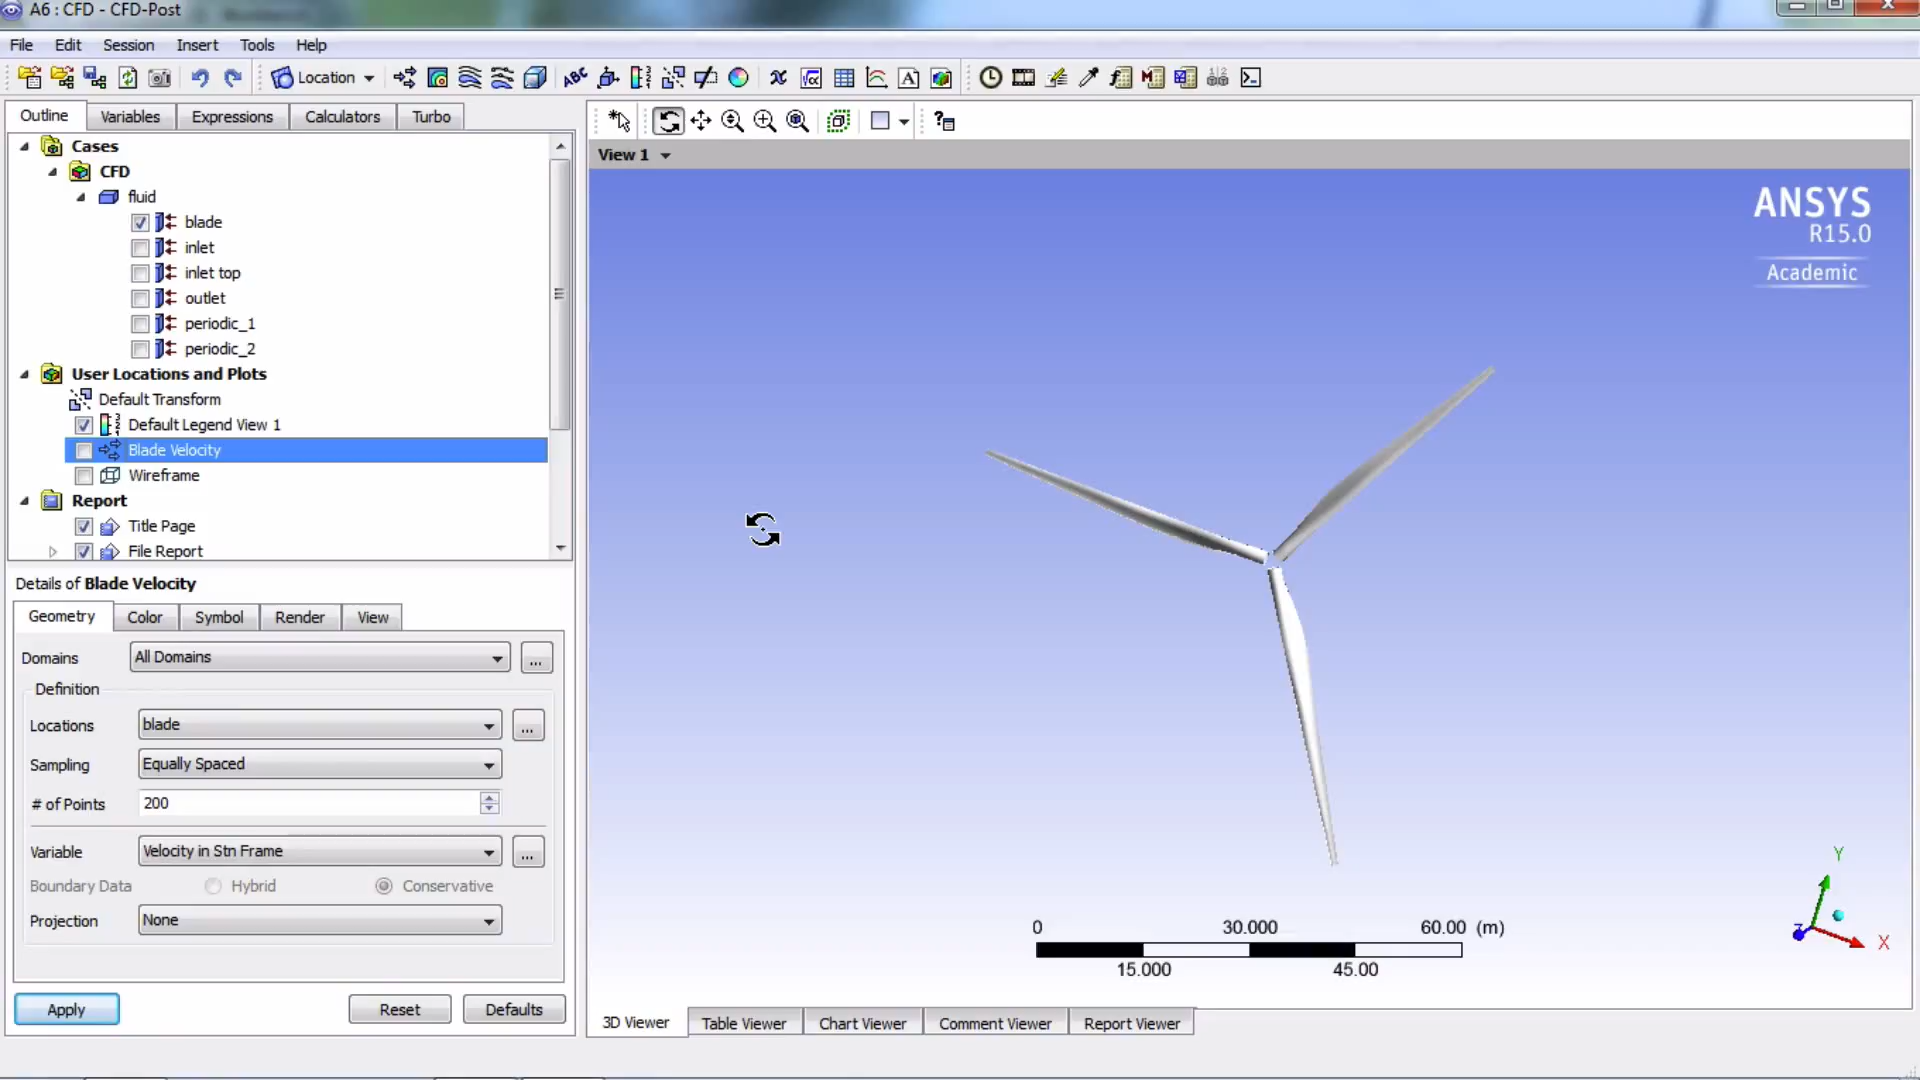 A6 : CFD - CFD-Post
File Edit Session Insert Tools Help
Location
Outline Variables Expressions Calculators Turbo
Cases
CFD
fluid
blade
inlet
inlet top
outlet
periodic_1
periodic_2
User Locations and Plots
Default Transform
Default Legend View 1
Blade Velocity
Wireframe
Report
Title Page
File Report
Details of Blade Velocity
Geometry Color Symbol Render View
Domains All Domains ...
Definition
Locations blade ...
Sampling Equally Spaced
# of Points 200
Variable Velocity in Stn Frame ...
Boundary Data Hybrid Conservative
Projection None
Apply Reset Defaults
View 1
ANSYS
R15.0
Academic
0 30.000 60.00 (m)
15.000 45.00
Y
Z
X
3D Viewer Table Viewer Chart Viewer Comment Viewer Report Viewer